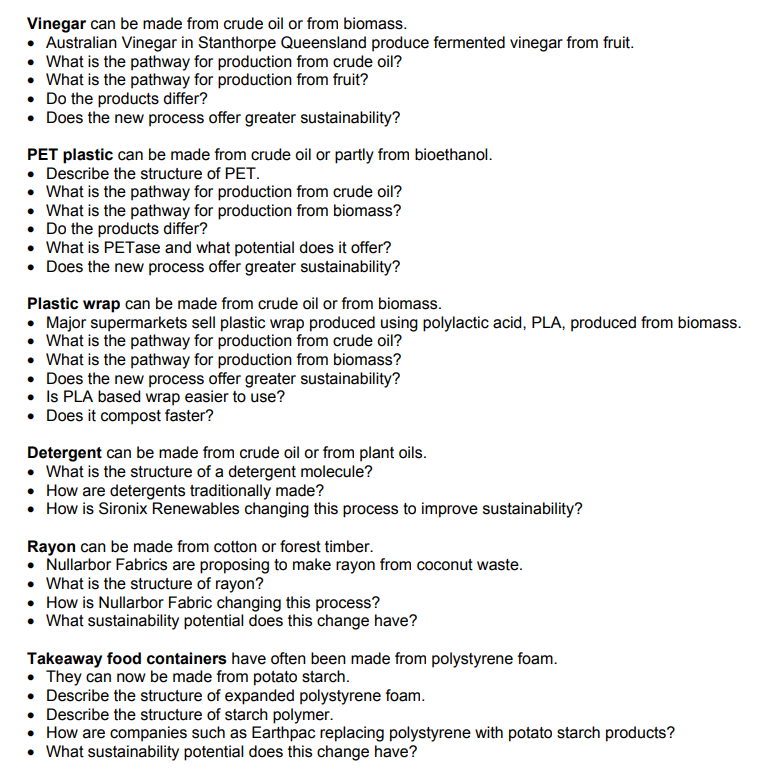 Vinegar can be made from crude oil or from biomass.
• Australian Vinegar in Stanthorpe Queensland produce fermented vinegar from fruit.
• What is the pathway for production from crude oil?
• What is the pathway for production from fruit?
• Do the products differ?
• Does the new process offer greater sustainability?
PET plastic can be made from crude oil or partly from bioethanol.
• Describe the structure of PET.
• What is the pathway for production from crude oil?
• What is the pathway for production from biomass?
• Do the products differ?
• What is PETase and what potential does it offer?
• Does the new process offer greater sustainability?
Plastic wrap can be made from crude oil or from biomass.
• Major supermarkets sell plastic wrap produced using polylactic acid, PLA, produced from biomass.
• What is the pathway for production from crude oil?
• What is the pathway for production from biomass?
• Does the new process offer greater sustainability?
• Is PLA based wrap easier to use?
• Does it compost faster?
Detergent can be made from crude oil or from plant oils.
• What is the structure of a detergent molecule?
• How are detergents traditionally made?
• How is Sironix Renewables changing this process to improve sustainability?
Rayon can be made from cotton or forest timber.
• Nullarbor Fabrics are proposing to make rayon from coconut waste.
• What is the structure of rayon?
• How is Nullarbor Fabric changing this process?
• What sustainability potential does this change have?
Takeaway food containers have often been made from polystyrene foam.
• They can now be made from potato starch.
• Describe the structure of expanded polystyrene foam.
• Describe the structure of starch polymer.
• How are companies such as Earthpac replacing polystyrene with potato starch products?
• What sustainability potential does this change have?